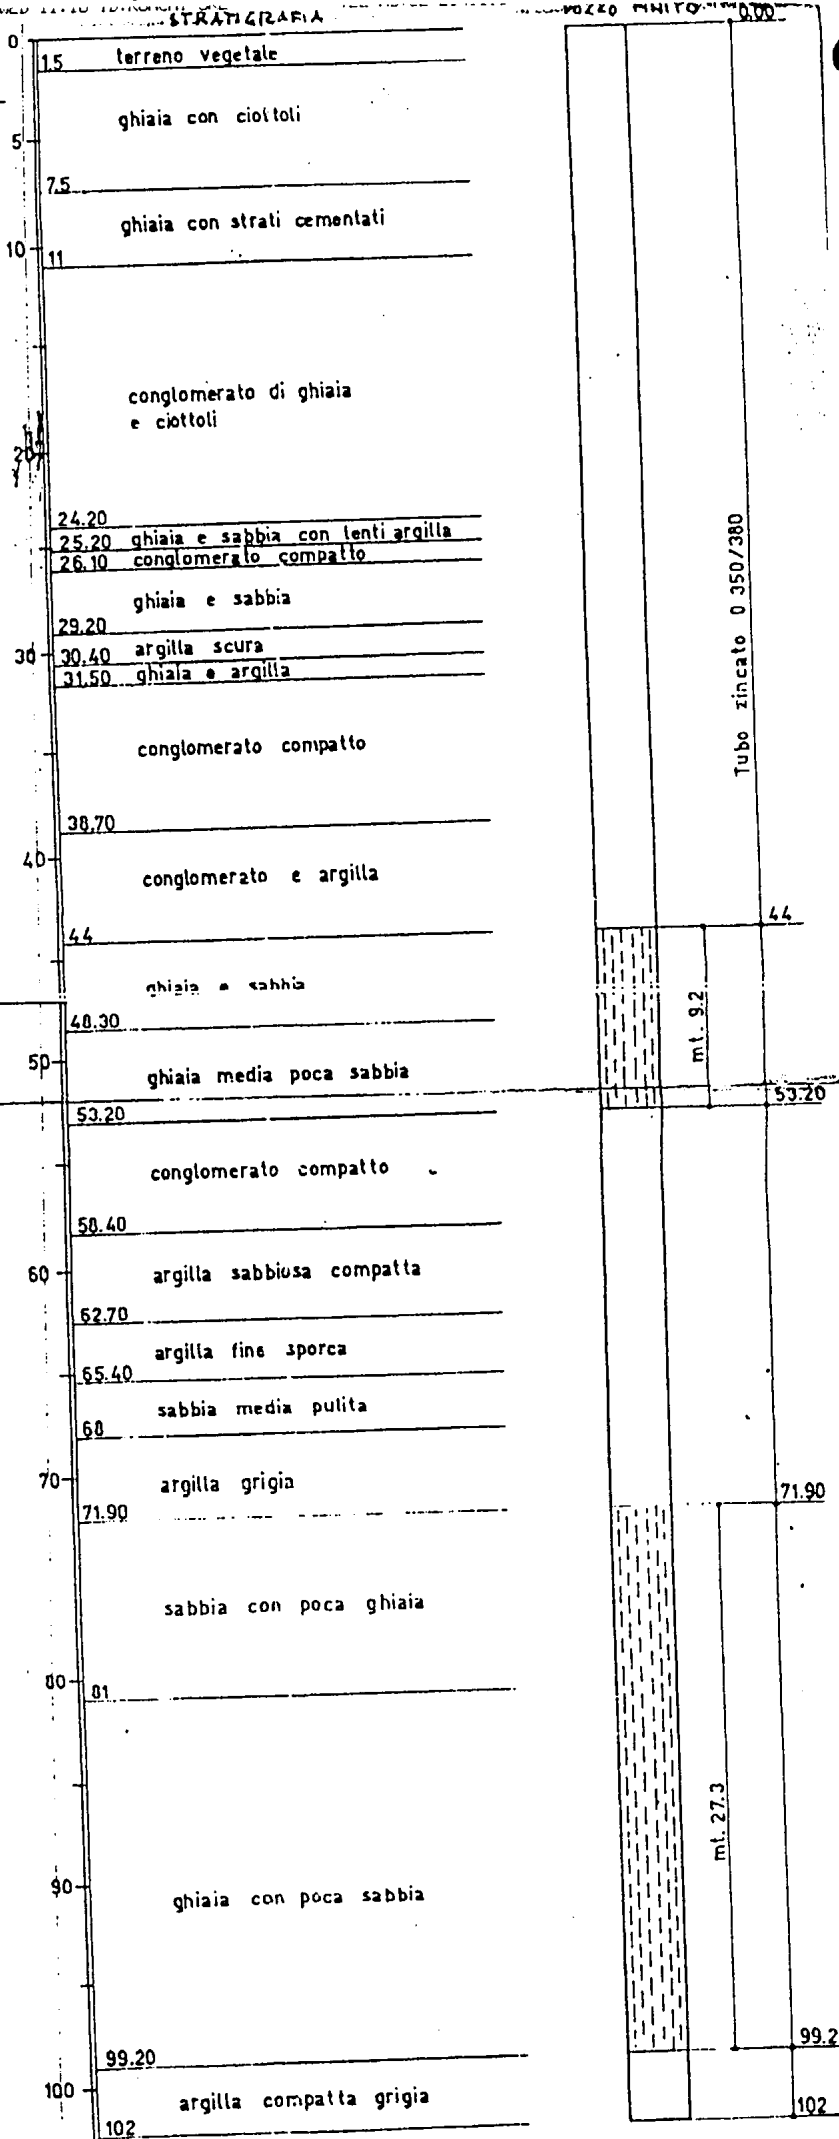 STRATIGRAFIA
POZZO FINITO
0.00
0
terreno vegetale
1.5
ghiaia con ciottoli
5
7.5
ghiaia con strati cementati
10
11
conglomerato di ghiaia
e ciottoli
20
24.20
ghiaia e sabbia con lenti argilla
25.20
conglomerato compatto
26.10
ghiaia e sabbia
29.20
argilla scura
30
30.40
ghiaia e argilla
31.50
conglomerato compatto
Tubo zincato 0 350/380
38.70
40
conglomerato e argilla
44
44
ghiaia e sabbia
mt. 9.2
48.30
50
ghiaia media poca sabbia
53.20
53.20
conglomerato compatto
58.40
60
argilla sabbiosa compatta
62.70
argilla fine sporca
65.40
sabbia media pulita
68
70
argilla grigia
71.90
71.90
sabbia con poca ghiaia
80
81
mt. 27.3
90
ghiaia con poca sabbia
99.20
99.2
100
argilla compatta grigia
102
102